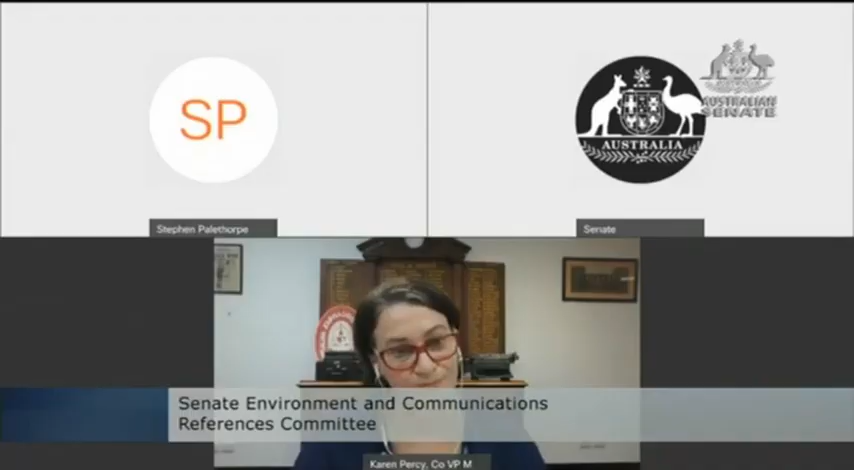 SP
AUSTRALIA
AUSTRALIAN
SENATE
Stephen Palethorpe
Senate
Senate Environment and Communications
References Committee
Karen Percy, Co VP M